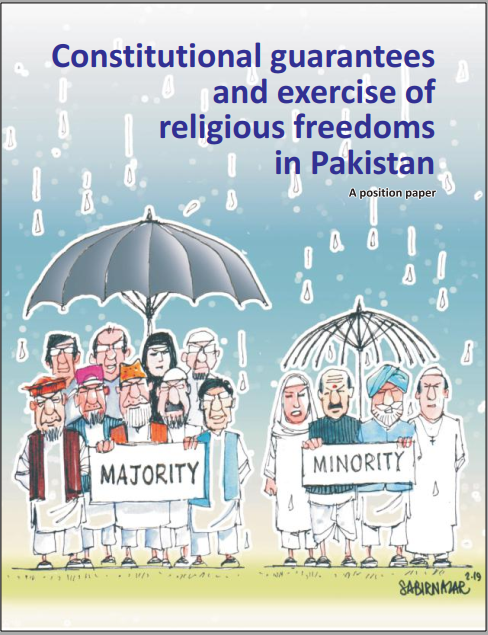 Constitutional guarantees
and exercise of
religious freedoms
in Pakistan
A position paper
MAJORITY
MINORITY
2.19
SABIRNAZAR